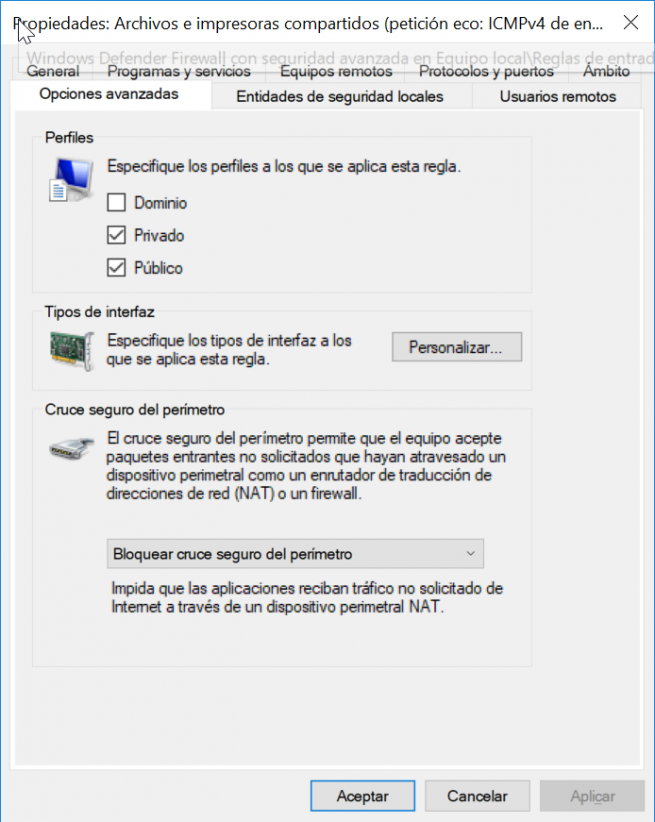 Propiedades: Archivos e impresoras compartidos (petición eco: ICMPv4 de en...
Windows Defender Firewall con seguridad avanzada en Equipo local\Reglas de entrad
General
Programas y servicios
Equipos remotos
Protocolos y puertos
Ámbito
Opciones avanzadas
Entidades de seguridad locales
Usuarios remotos
Perfiles
Especifique los perfiles a los que se aplica esta regla.
Dominio
Privado
Público
Tipos de interfaz
Especifique los tipos de interfaz a los
que se aplica esta regla.
Personalizar...
Cruce seguro del perímetro
El cruce seguro del perímetro permite que el equipo acepte
paquetes entrantes no solicitados que hayan atravesado un
dispositivo perimetral como un enrutador de traducción de
direcciones de red (NAT) o un firewall.
Bloquear cruce seguro del perímetro
Impida que las aplicaciones reciban tráfico no solicitado de
Internet a través de un dispositivo perimetral NAT.
Aceptar
Cancelar
Aplicar